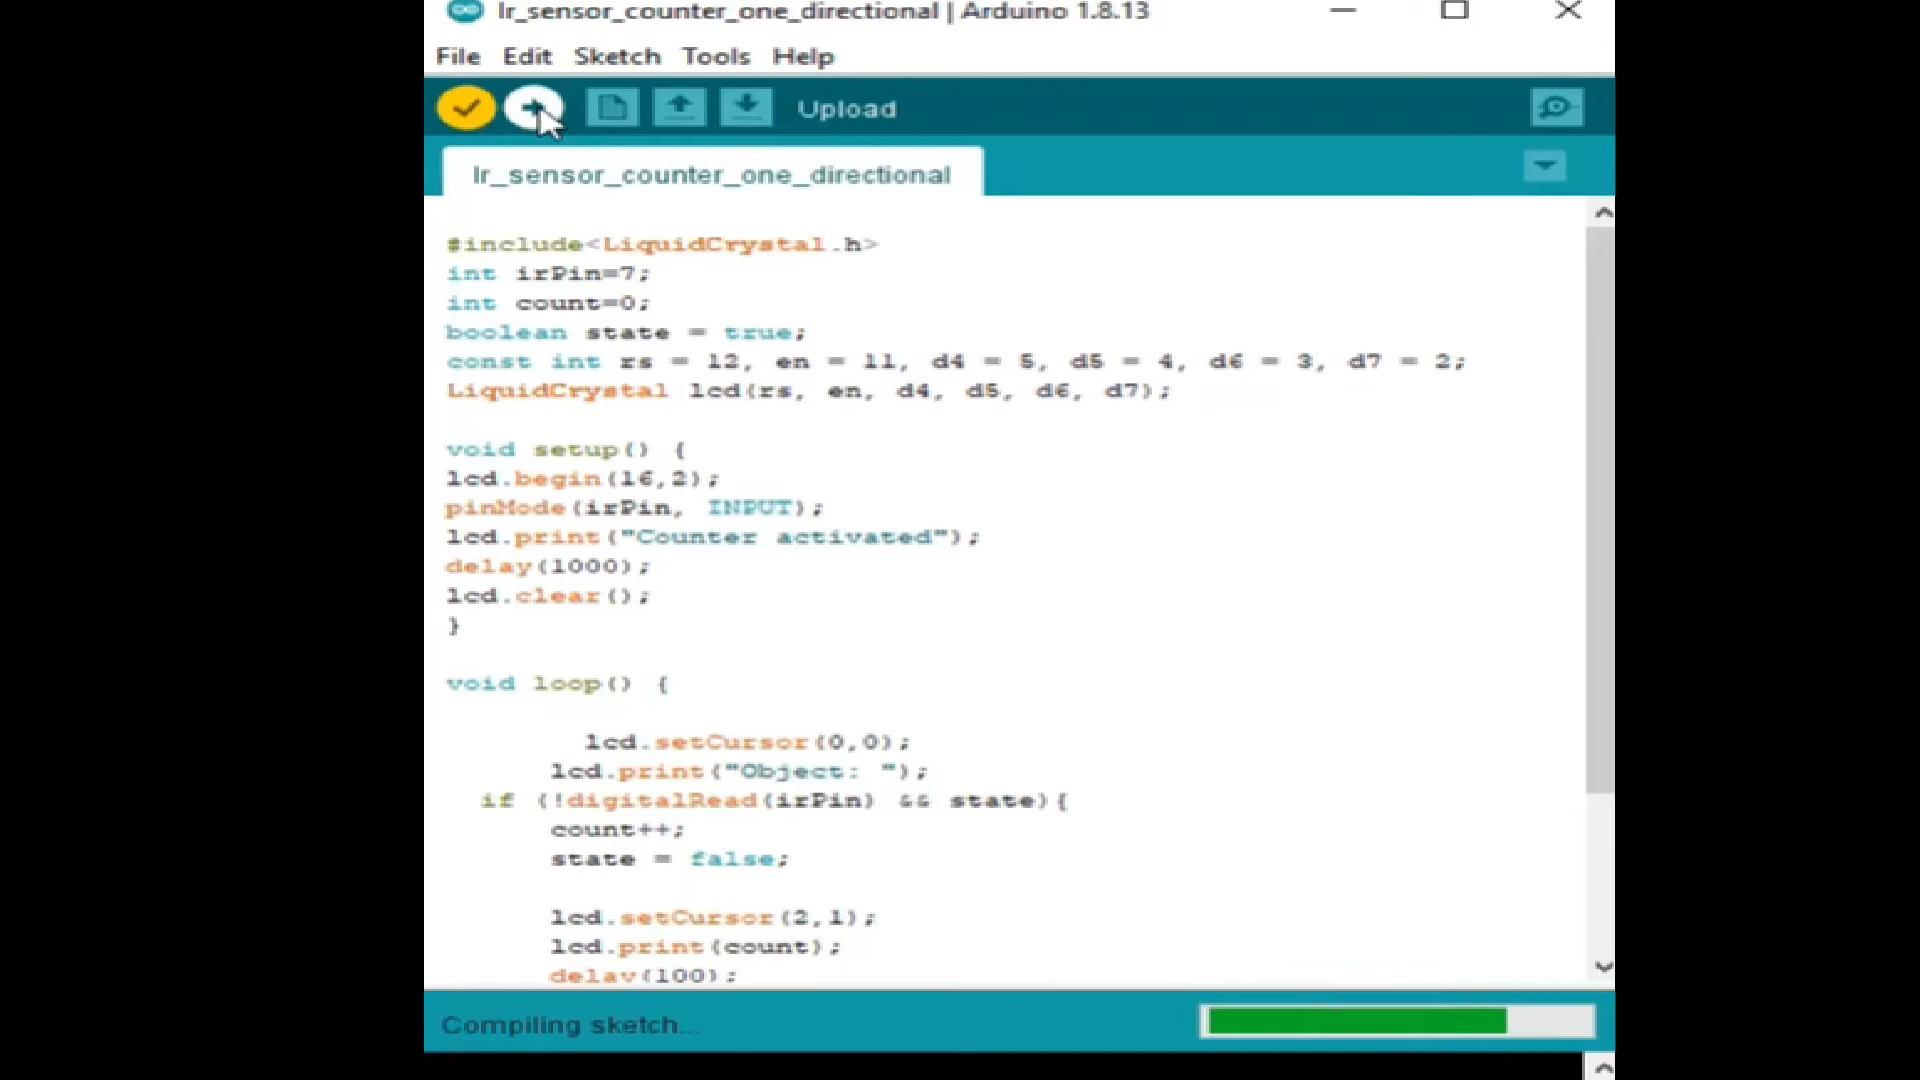 Ir_sensor_counter_one_directional | Arduino 1.8.13
File Edit Sketch Tools Help
Upload
Ir_sensor_counter_one_directional
#include<LiquidCrystal.h>
int irPin=7;
int count=0;
boolean state = true;
const int rs = 12, en = 11, d4 = 5, d5 = 4, d6 = 3, d7 = 2;
LiquidCrystal lcd(rs, en, d4, d5, d6, d7);
void setup() {
lcd.begin(16,2);
pinMode(irPin, INPUT);
lcd.print("Counter activated");
delay(1000);
lcd.clear();
}
void loop() {
lcd.setCursor(0,0);
lcd.print("Object: ");
if (!digitalRead(irPin) && state){
count++;
state = false;
lcd.setCursor(2,1);
lcd.print(count);
delay(100);
Compiling sketch...